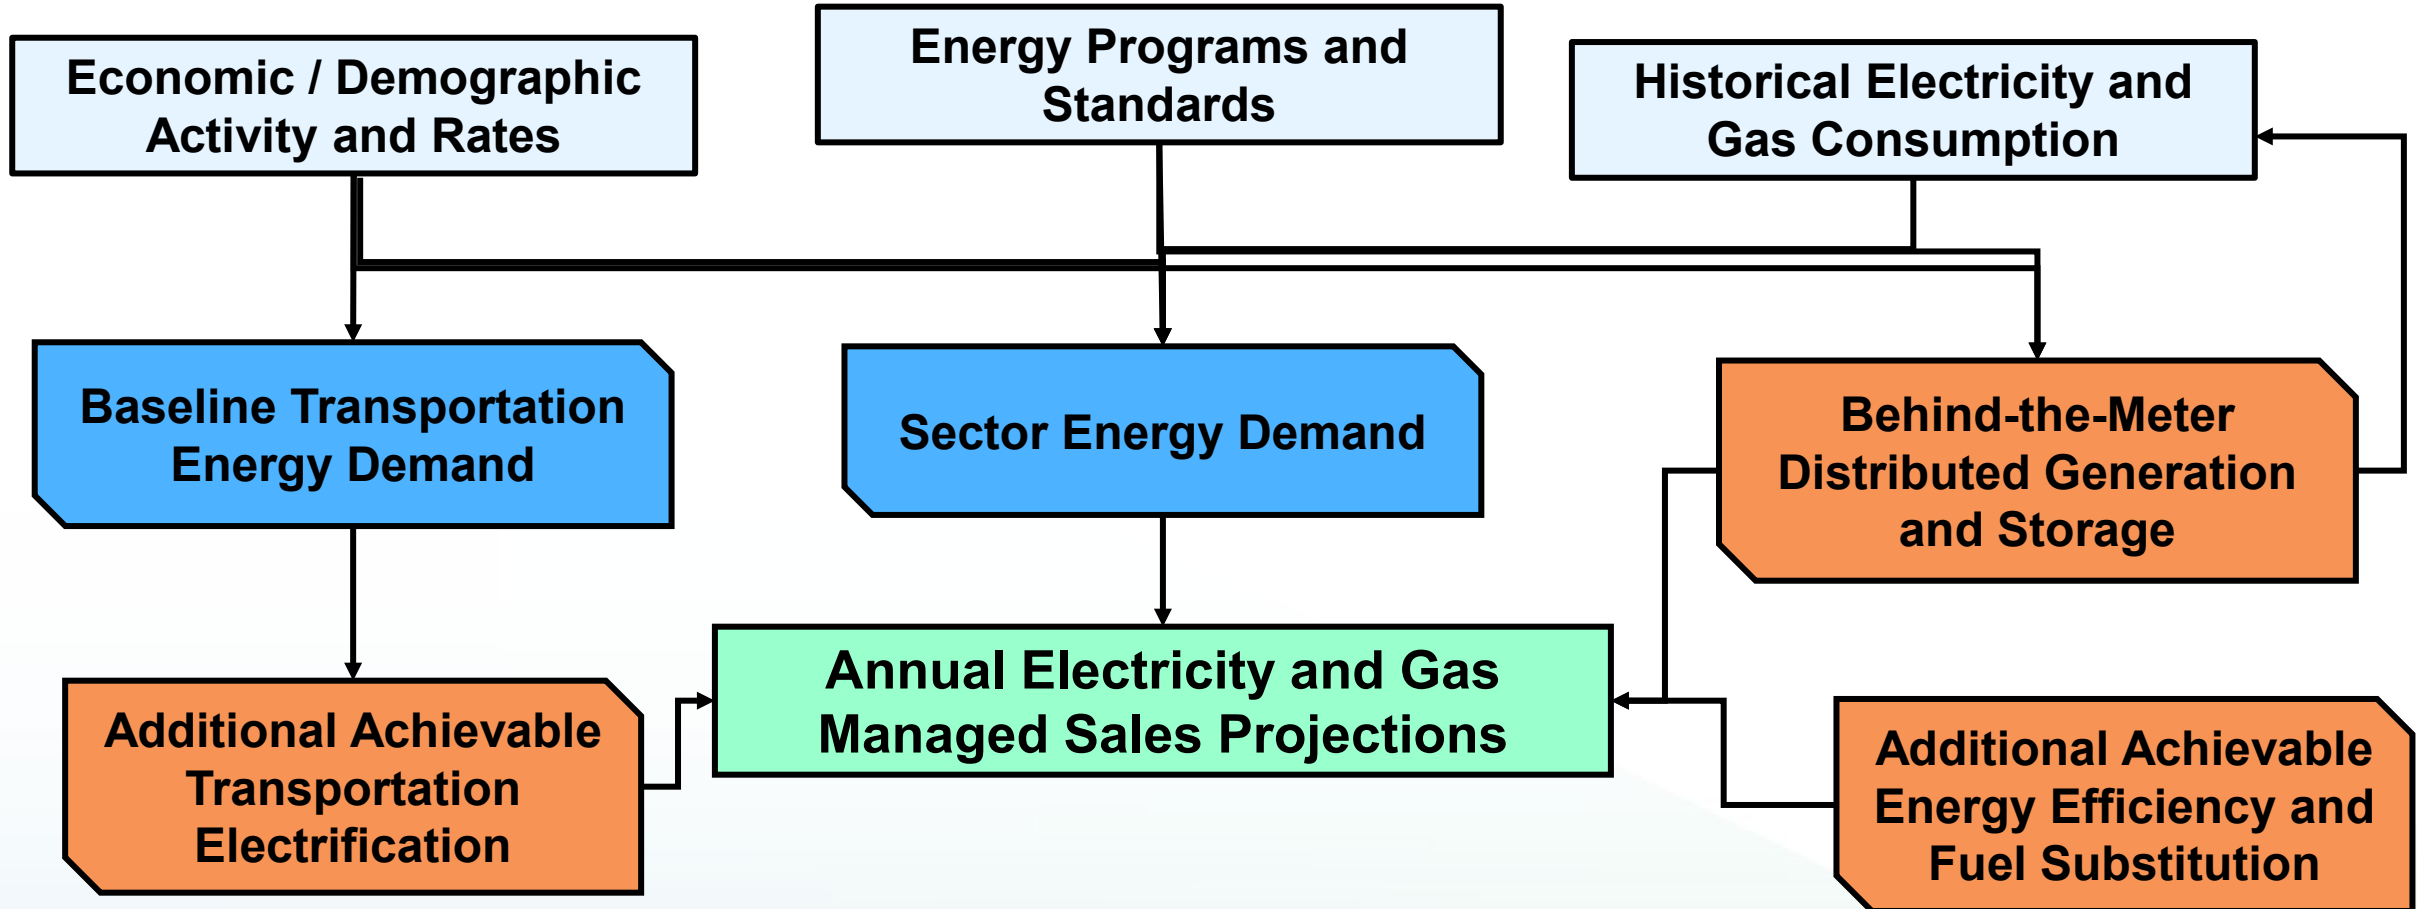 Economic / Demographic
Activity and Rates
Energy Programs and
Standards
Historical Electricity and
Gas Consumption
Baseline Transportation
Energy Demand
Sector Energy Demand
Behind-the-Meter
Distributed Generation
and Storage
Additional Achievable
Transportation
Electrification
Annual Electricity and Gas
Managed Sales Projections
Additional Achievable
Energy Efficiency and
Fuel Substitution